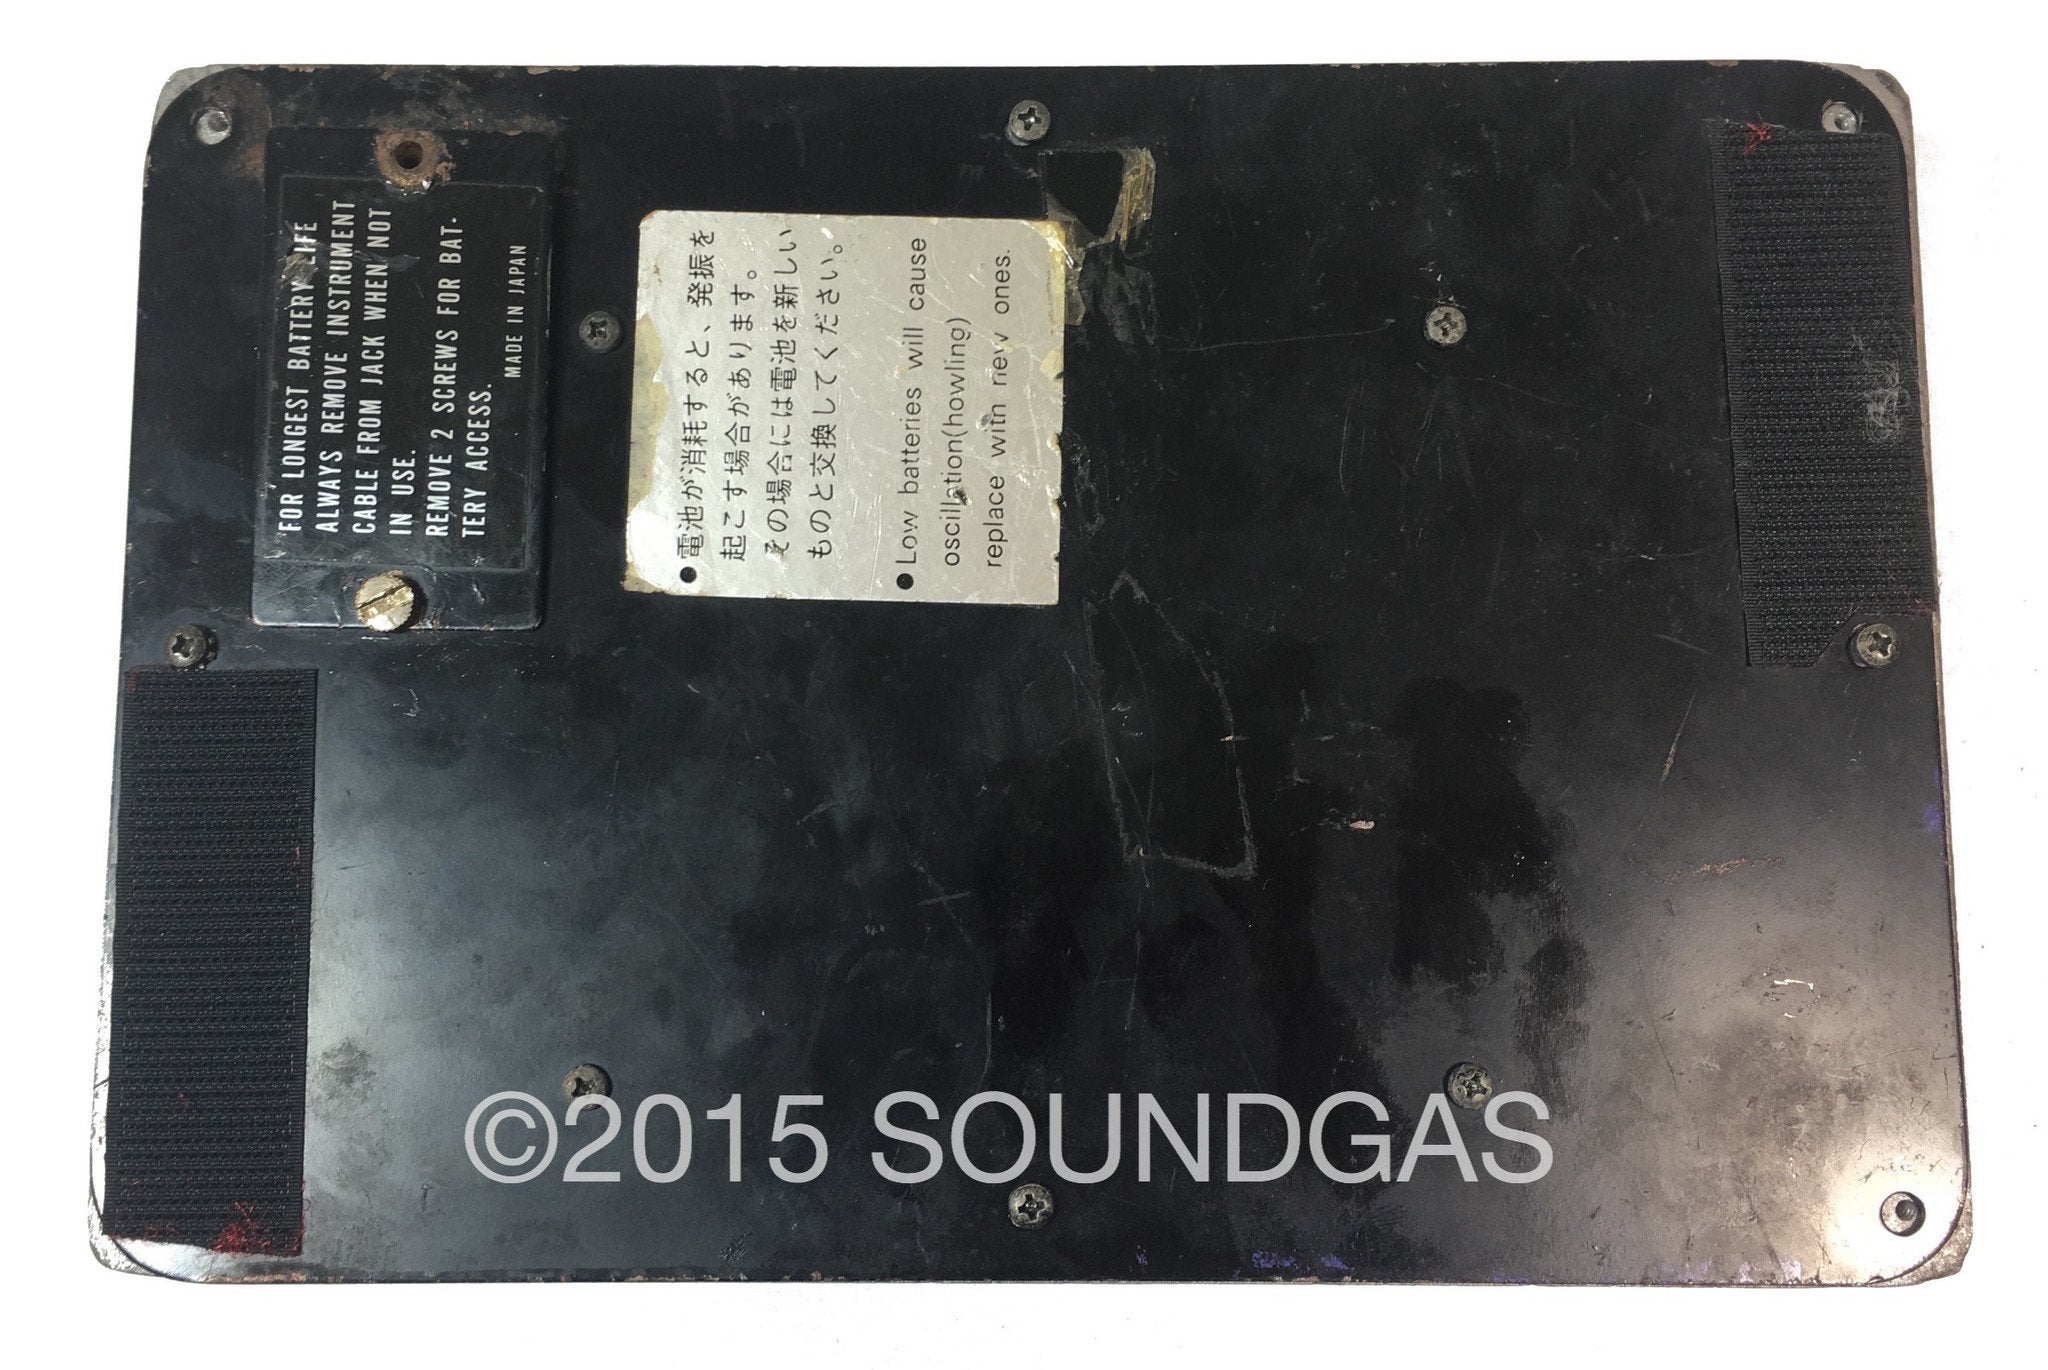 FOR LONGEST BATTERY LIFE
ALWAYS REMOVE INSTRUMENT
CABLE FROM JACK WHEN NOT
IN USE.
REMOVE 2 SCREWS FOR BAT-
TERY ACCESS.
MADE IN JAPAN
●電池が消耗すると、発振を
起こす場合があります。
その場合には電池を新しい
ものと交換してください。
●Low batteries will cause
oscillation(howling)
replace with new ones.
©2015 SOUNDGAS